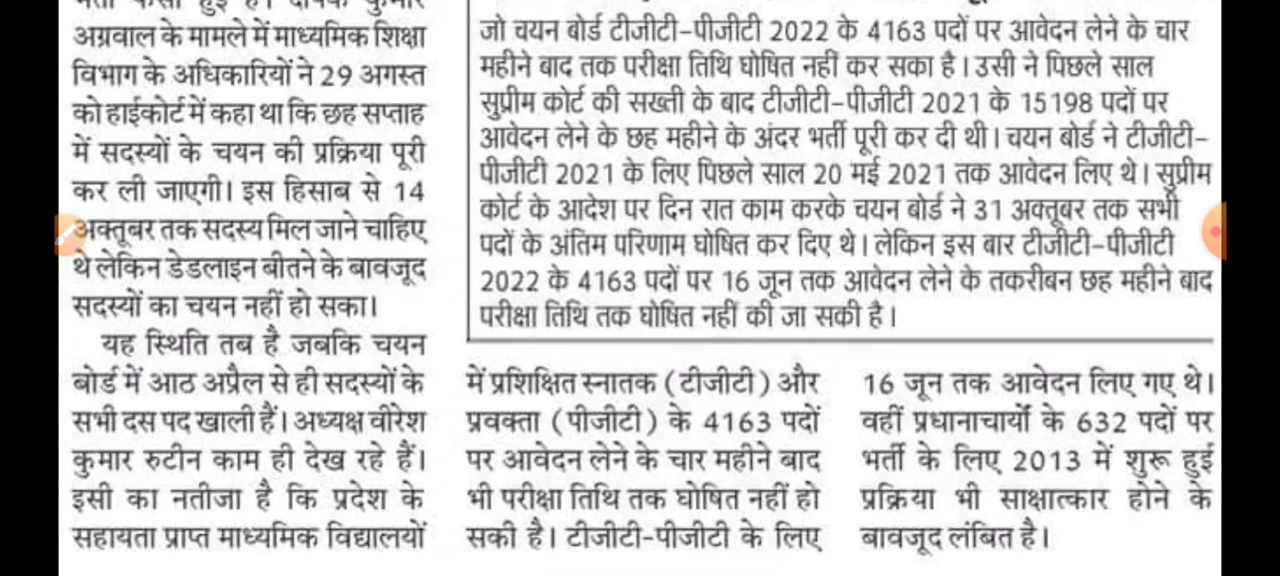 अग्रवाल के मामले में माध्यमिक शिक्षा
विभाग के अधिकारियों ने 29 अगस्त
को हाईकोर्ट में कहा था कि छह सप्ताह
में सदस्यों के चयन की प्रक्रिया पूरी
कर ली जाएगी। इस हिसाब से 14
अक्तूबर तक सदस्य मिल जाने चाहिए
थे लेकिन डेडलाइन बीतने के बावजूद
सदस्यों का चयन नहीं हो सका।
यह स्थिति तब है जबकि चयन
बोर्ड में आठ अप्रैल से ही सदस्यों के
सभी दस पद खाली हैं। अध्यक्ष वीरेश
कुमार रुटीन काम ही देख रहे हैं।
इसी का नतीजा है कि प्रदेश के
सहायता प्राप्त माध्यमिक विद्यालयों
जो चयन बोर्ड टीजीटी-पीजीटी 2022 के 4163 पदों पर आवेदन लेने के चार
महीने बाद तक परीक्षा तिथि घोषित नहीं कर सका है। उसी ने पिछले साल
सुप्रीम कोर्ट की सख्ती के बाद टीजीटी-पीजीटी 2021 के 15198 पदों पर
आवेदन लेने के छह महीने के अंदर भर्ती पूरी कर दी थी। चयन बोर्ड ने टीजीटी-
पीजीटी 2021 के लिए पिछले साल 20 मई 2021 तक आवेदन लिए थे। सुप्रीम
कोर्ट के आदेश पर दिन रात काम करके चयन बोर्ड ने 31 अक्तूबर तक सभी
पदों के अंतिम परिणाम घोषित कर दिए थे। लेकिन इस बार टीजीटी-पीजीटी
2022 के 4163 पदों पर 16 जून तक आवेदन लेने के तकरीबन छह महीने बाद
परीक्षा तिथि तक घोषित नहीं की जा सकी है।
में प्रशिक्षित स्नातक (टीजीटी) और
प्रवक्ता (पीजीटी) के 4163 पदों
पर आवेदन लेने के चार महीने बाद
भी परीक्षा तिथि तक घोषित नहीं हो
सकी है। टीजीटी-पीजीटी के लिए
16 जून तक आवेदन लिए गए थे।
वहीं प्रधानाचार्यों के 632 पदों पर
भर्ती के लिए 2013 में शुरू हुई
प्रक्रिया भी साक्षात्कार होने के
बावजूद लंबित है।